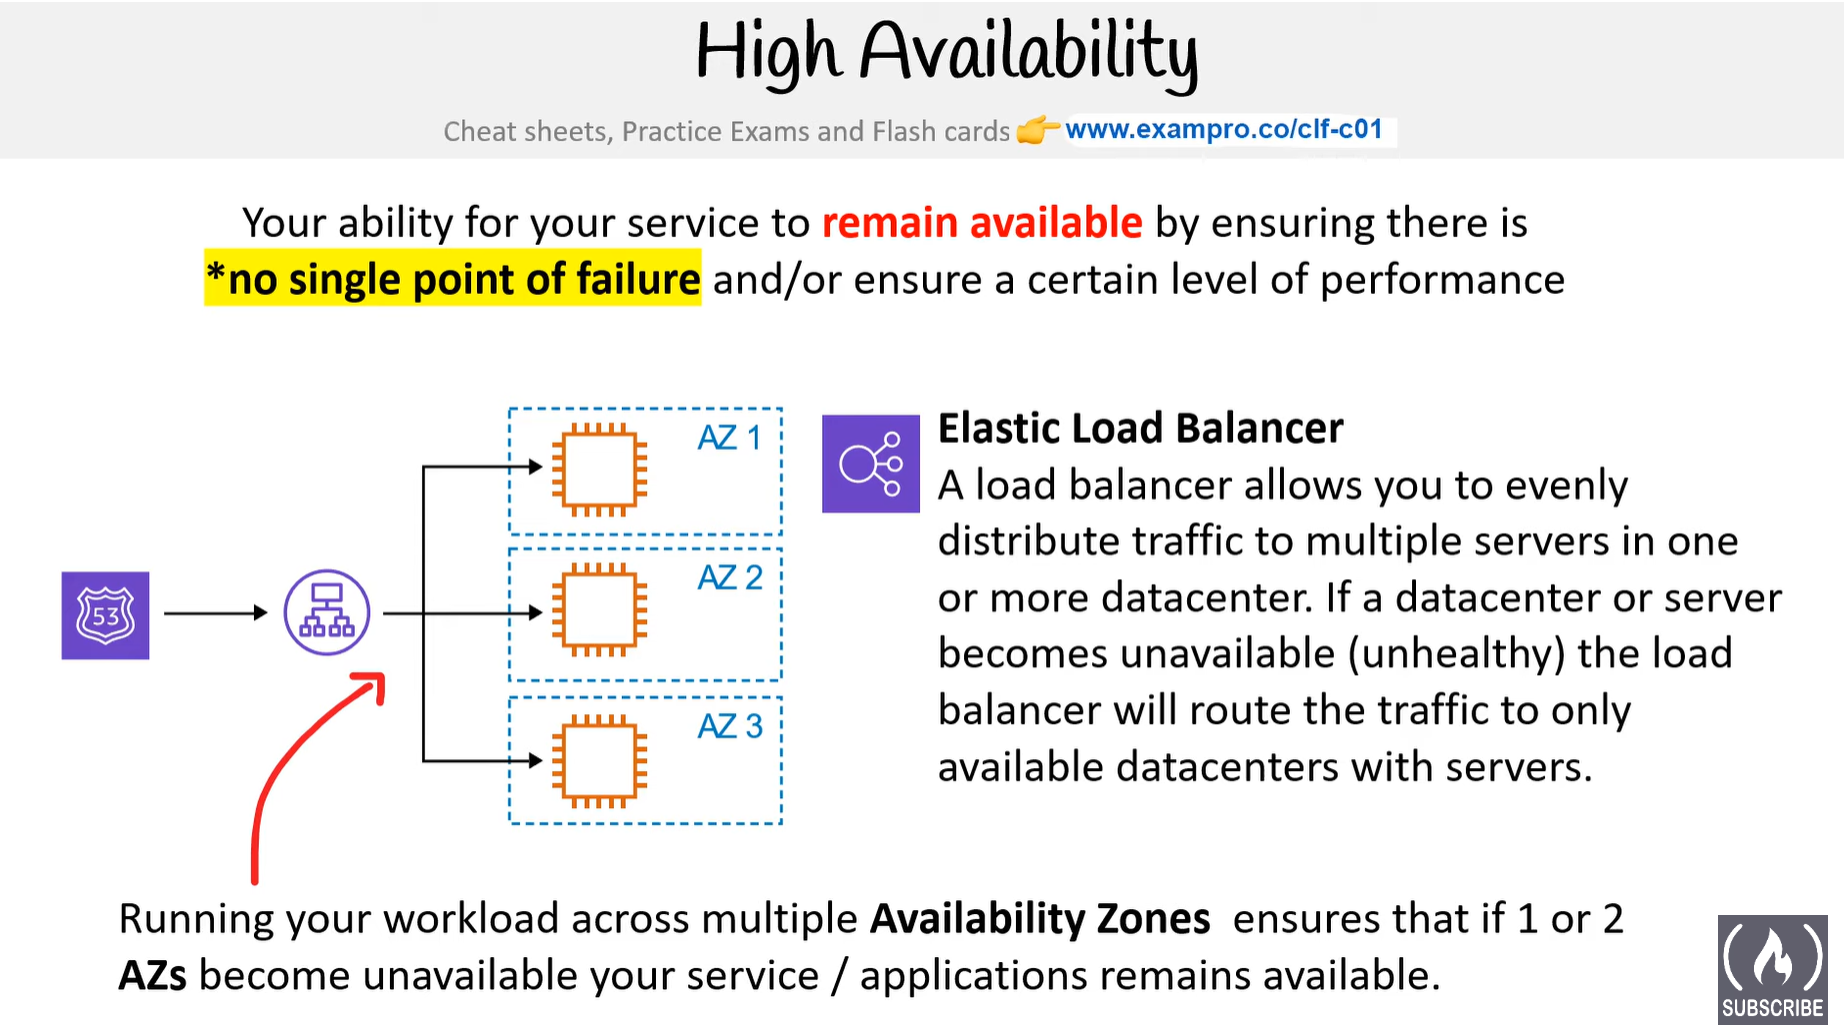 High Availability
Cheat sheets, Practice Exams and Flash cards 👉 www.exampro.co/clf-c01
Your ability for your service to remain available by ensuring there is
*no single point of failure and/or ensure a certain level of performance
AZ 1
AZ 2
AZ 3
53
Elastic Load Balancer
A load balancer allows you to evenly
distribute traffic to multiple servers in one
or more datacenter. If a datacenter or server
becomes unavailable (unhealthy) the load
balancer will route the traffic to only
available datacenters with servers.
Running your workload across multiple Availability Zones ensures that if 1 or 2
AZs become unavailable your service / applications remains available.
SUBSCRIBE